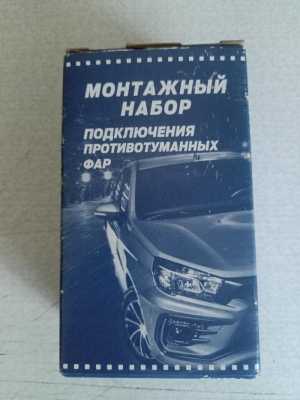 МОНТАЖНЫЙ
НАБОР
ПОДКЛЮЧЕНИЯ
ПРОТИВОТУМАННЫХ
ФАР